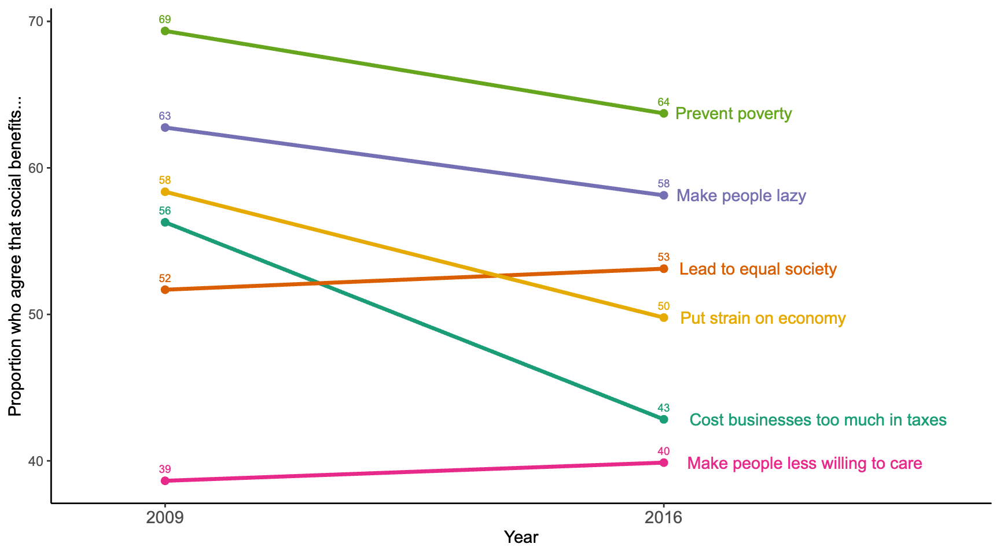 Proportion who agree that social benefits...
70
60
50
40
69
63
58
56
52
39
64
Prevent poverty
58
Make people lazy
53
Lead to equal society
50
Put strain on economy
43
Cost businesses too much in taxes
40
Make people less willing to care
2009
2016
Year